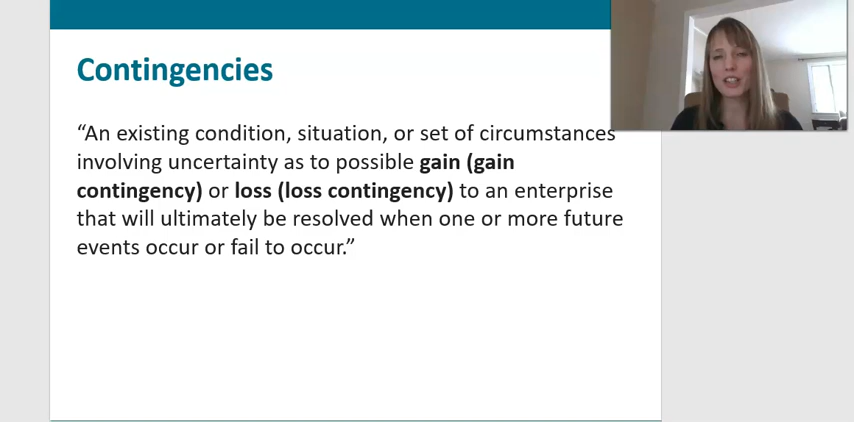 Contingencies
“An existing condition, situation, or set of circumstances
involving uncertainty as to possible gain (gain
contingency) or loss (loss contingency) to an enterprise
that will ultimately be resolved when one or more future
events occur or fail to occur.”